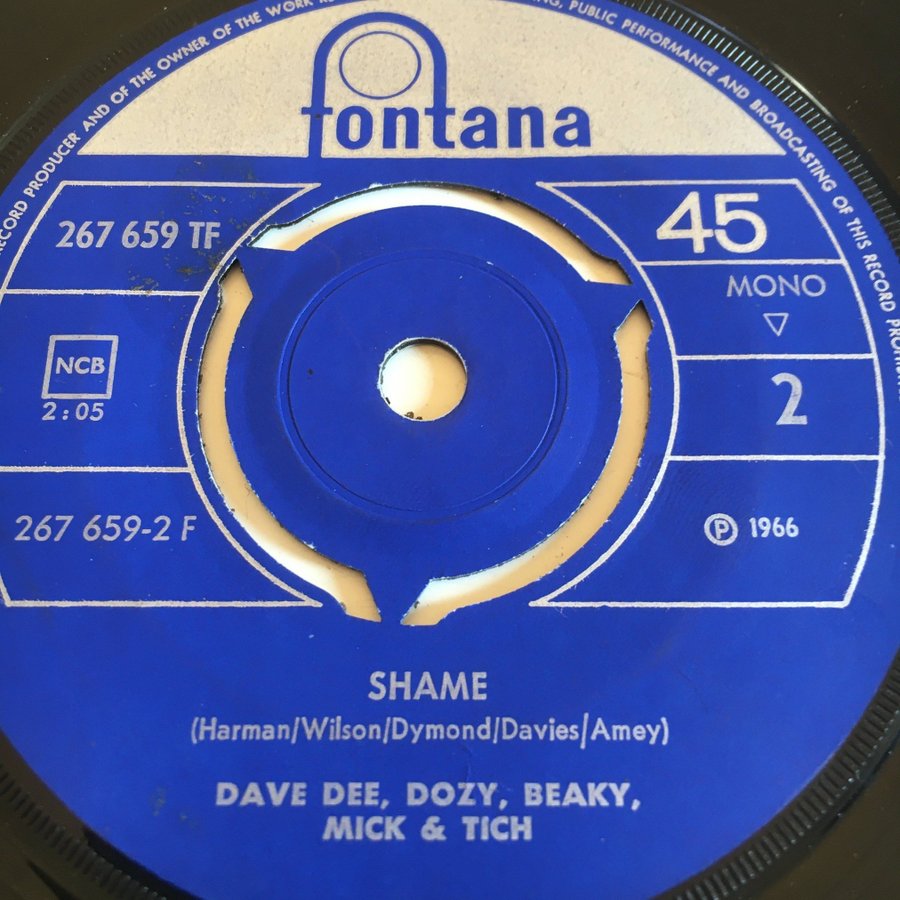 RECORD PRODUCER AND OF THE OWNER OF THE WORK
PUBLIC PERFORMANCE AND BROADCASTING OF THIS RECORD
fontana
267 659 TF
45
MONO
NCB
2:05
2
267 659-2 F
Ⓟ 1966
SHAME
(Harman/Wilson/Dymond/Davies/Amey)
DAVE DEE, DOZY, BEAKY,
MICK & TICH